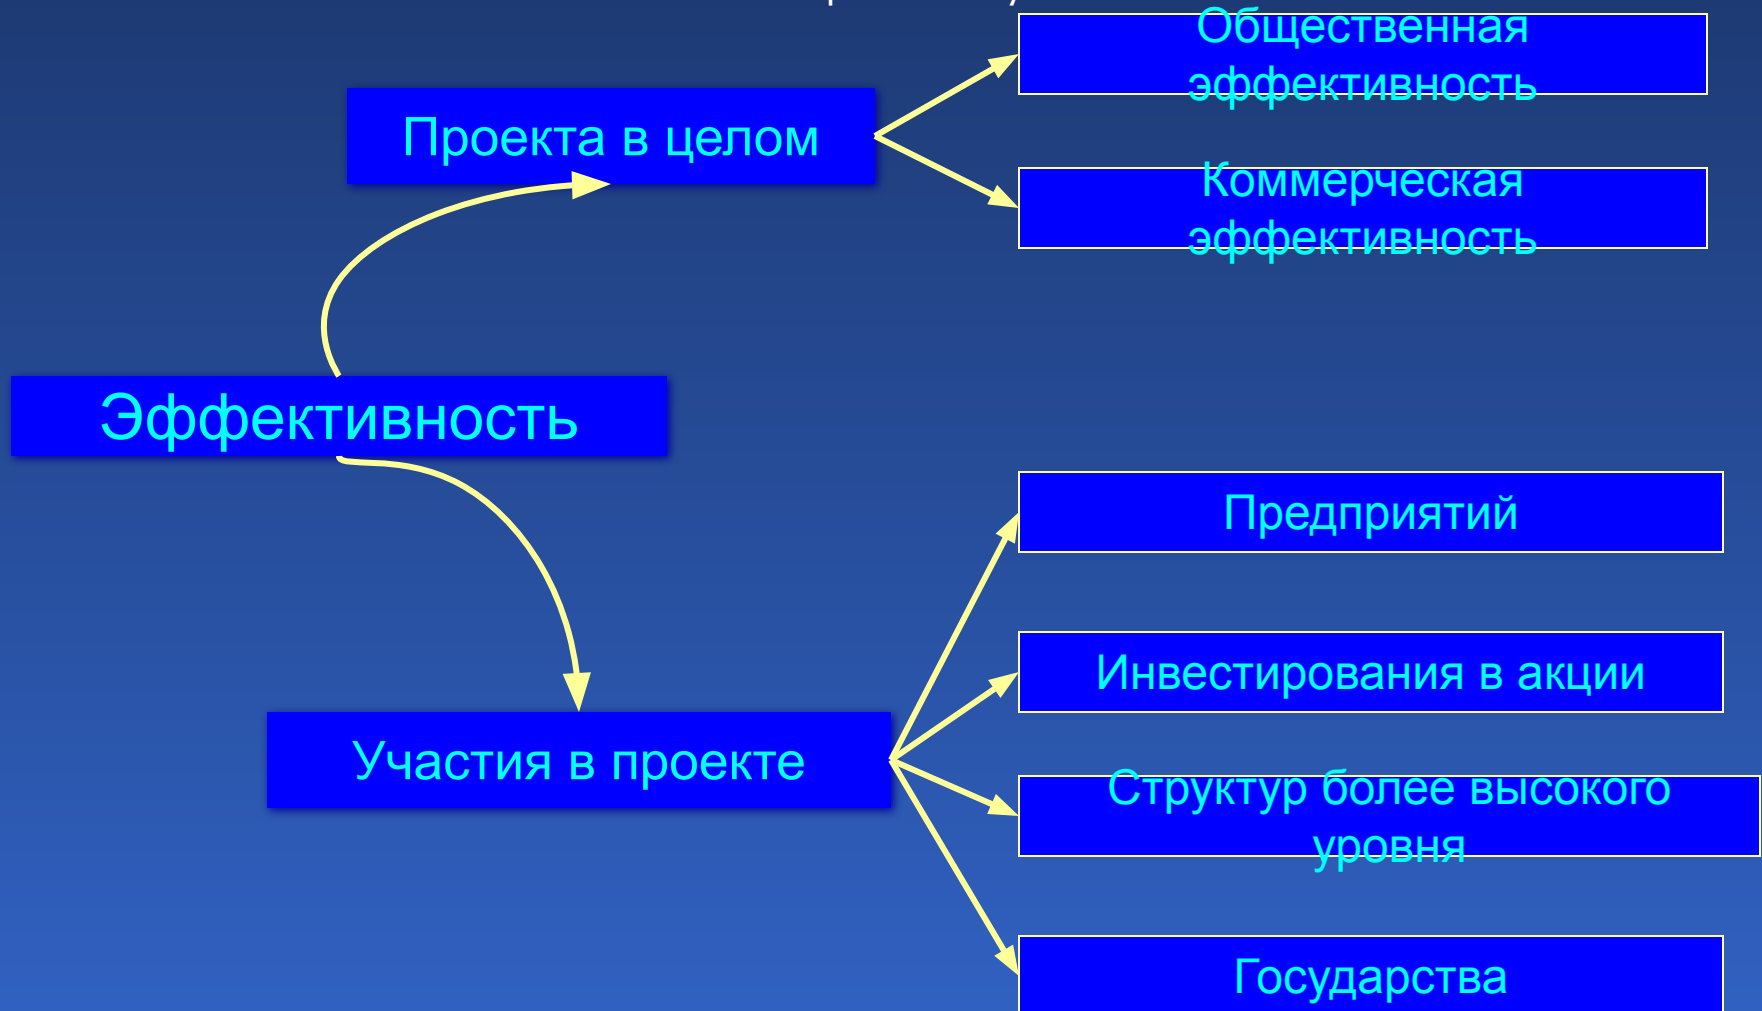 Общественная
эффективность
Проекта в целом
Коммерческая
эффективность
Эффективность
Предприятий
Инвестирования в акции
Участия в проекте
Структур более высокого
уровня
Государства